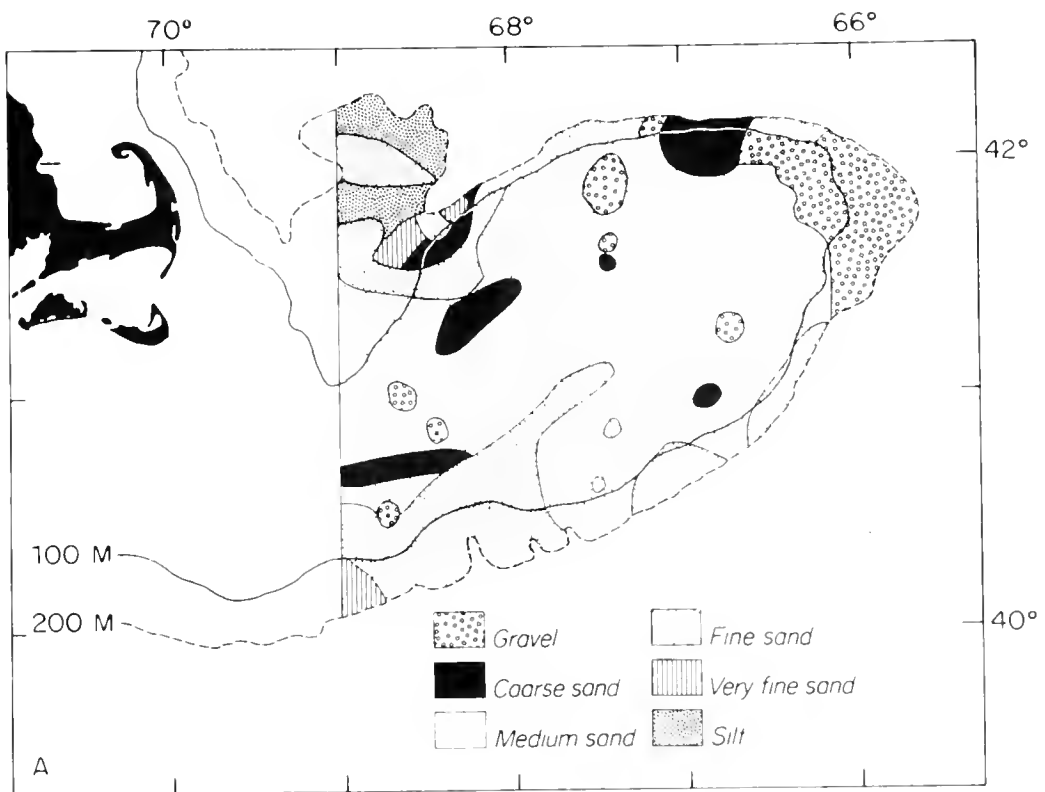 70° 68° 66°
42°
100 M
200 M
40°
Gravel Fine sand
Coarse sand Very fine sand
Medium sand Silt
A